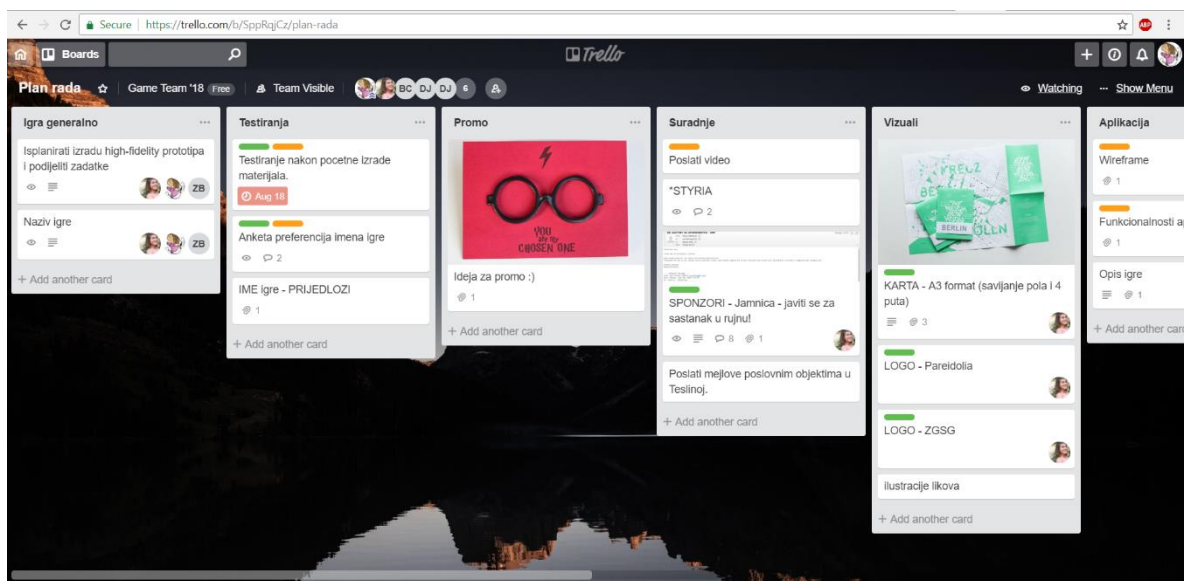 Secure | https://trello.com/b/SppRqjCz/plan-rada
ABP
Boards
Trello
Plan rada
Game Team '18 Free
Team Visible
BC DJ DJ 6
Watching
Show Menu
Igra generalno
Isplanirati izradu high-fidelity prototipa
i podijeliti zadatke
ZB
Naziv igre
ZB
+ Add another card
Testiranja
Testiranje nakon pocetne izrade
materijala.
Aug 18
Anketa preferencija imena igre
2
IME igre - PRIJEDLOZI
1
+ Add another card
Promo
YOU
CHOSEN ONE
Ideja za promo :)
1
+ Add another card
Suradnje
Poslati video
*STYRIA
2
SPONZORI - Jamnica - javiti se za
sastanak u rujnu!
8 1
Poslati mejlove poslovnim objektima u
Teslinoj.
+ Add another card
Vizuali
KREUZ
BERLIN
KARTA - A3 format (savijanje pola i 4
puta)
3
LOGO - Pareidolia
LOGO - ZGSG
ilustracije likova
+ Add another card
Aplikacija
Wireframe
1
Funkcionalnosti a
1
Opis igre
1
+ Add another card